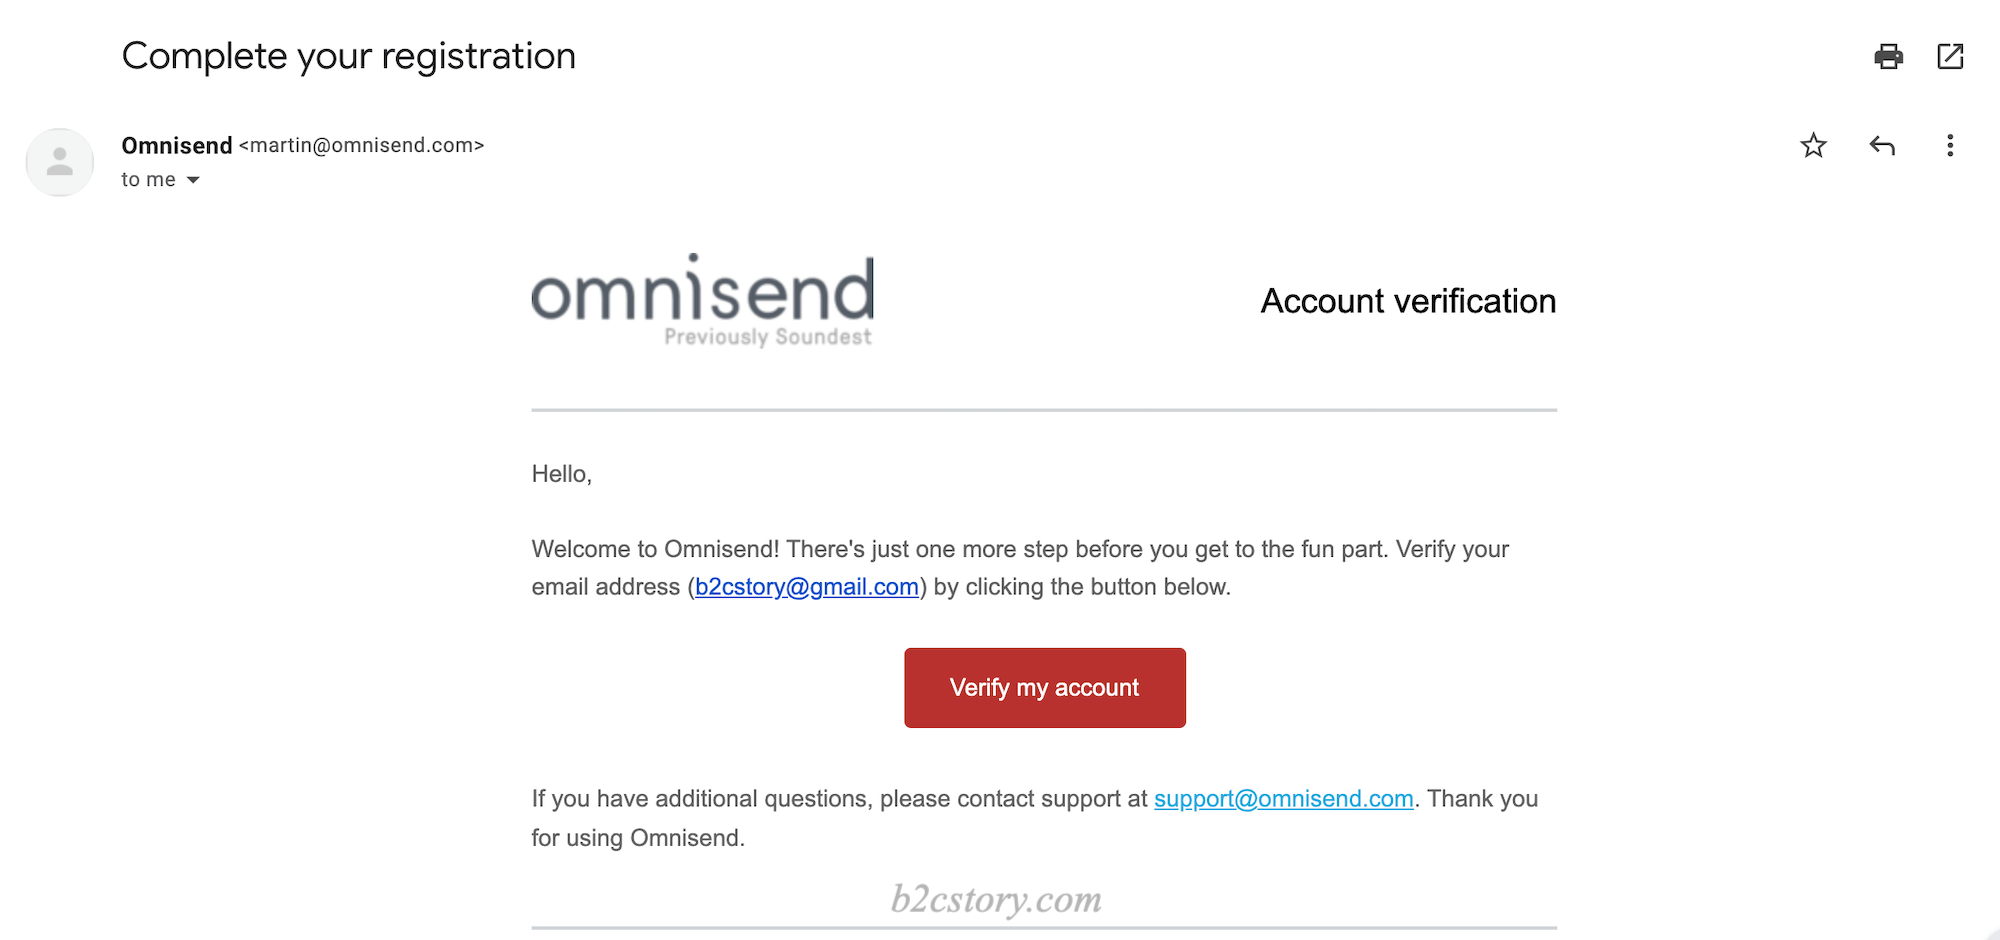 Complete your registration
Omnisend <martin@omnisend.com>
to me
omnisend
Previously Soundest
Account verification
Hello,
Welcome to Omnisend! There's just one more step before you get to the fun part. Verify your
email address (b2cstory@gmail.com) by clicking the button below.
Verify my account
If you have additional questions, please contact support at support@omnisend.com. Thank you
for using Omnisend.
b2cstory.com